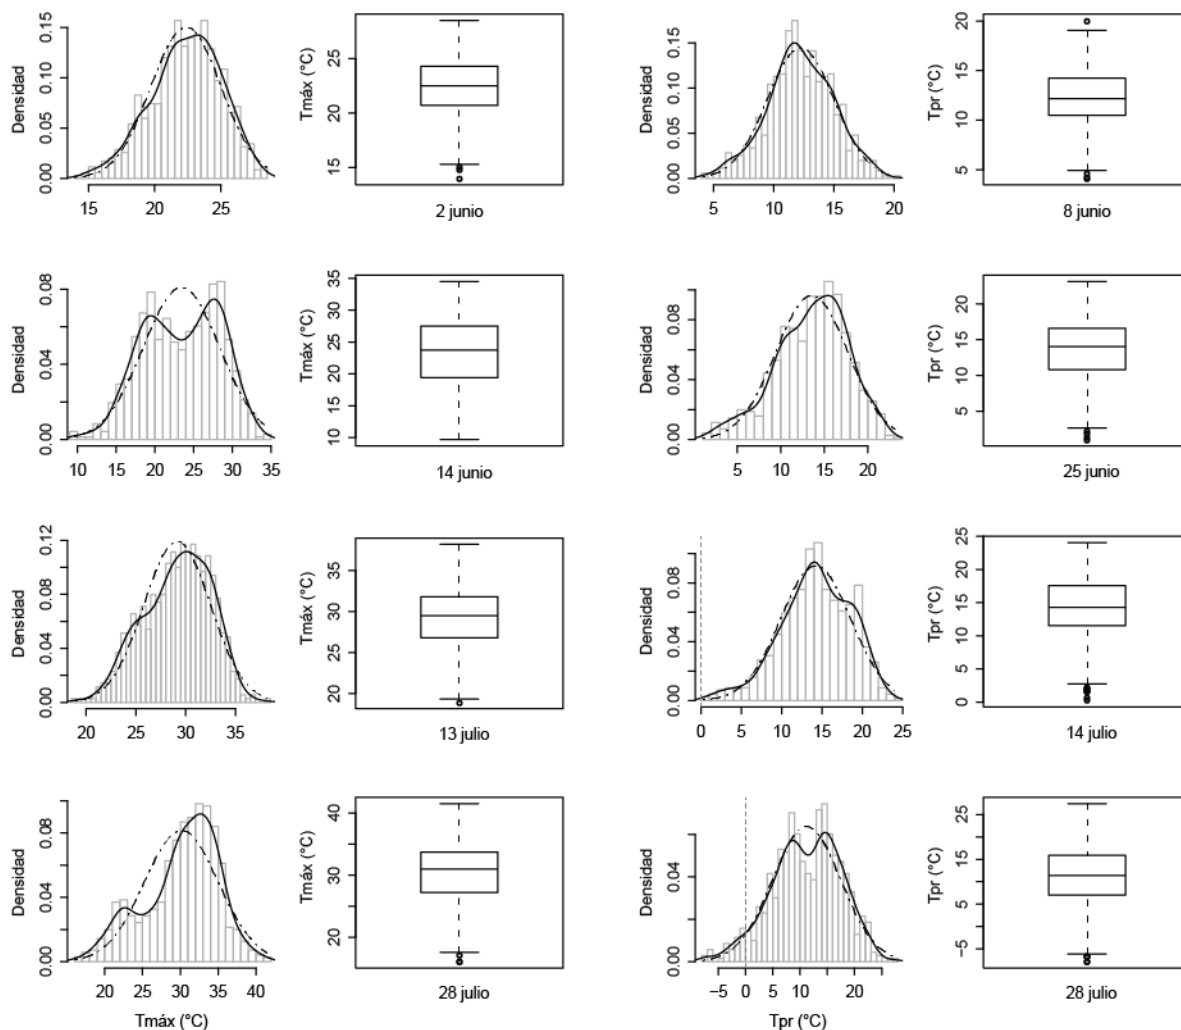 Densidad
0.00 0.05 0.10 0.15
15 20 25
Tmáx (°C)
15 20 25
2 junio
Densidad
0.00 0.05 0.10 0.15
5 10 15 20
Tpr (°C)
5 10 15 20
8 junio
Densidad
0.00 0.04 0.08
10 15 20 25 30 35
Tmáx (°C)
10 15 20 25 30 35
14 junio
Densidad
0.00 0.04 0.08
5 10 15 20
Tpr (°C)
5 10 15 20
25 junio
Densidad
0.00 0.04 0.08 0.12
20 25 30 35
Tmáx (°C)
20 25 30 35
13 julio
Densidad
0.00 0.04 0.08
0 5 10 15 20 25
Tpr (°C)
0 5 10 15 20 25
14 julio
Densidad
0.00 0.04 0.08
20 25 30 35 40
Tmáx (°C)
Tmáx (°C)
20 30 40
28 julio
Densidad
0.00 0.04
−5 0 5 10 20
Tpr (°C)
Tpr (°C)
−5 5 15 25
28 julio